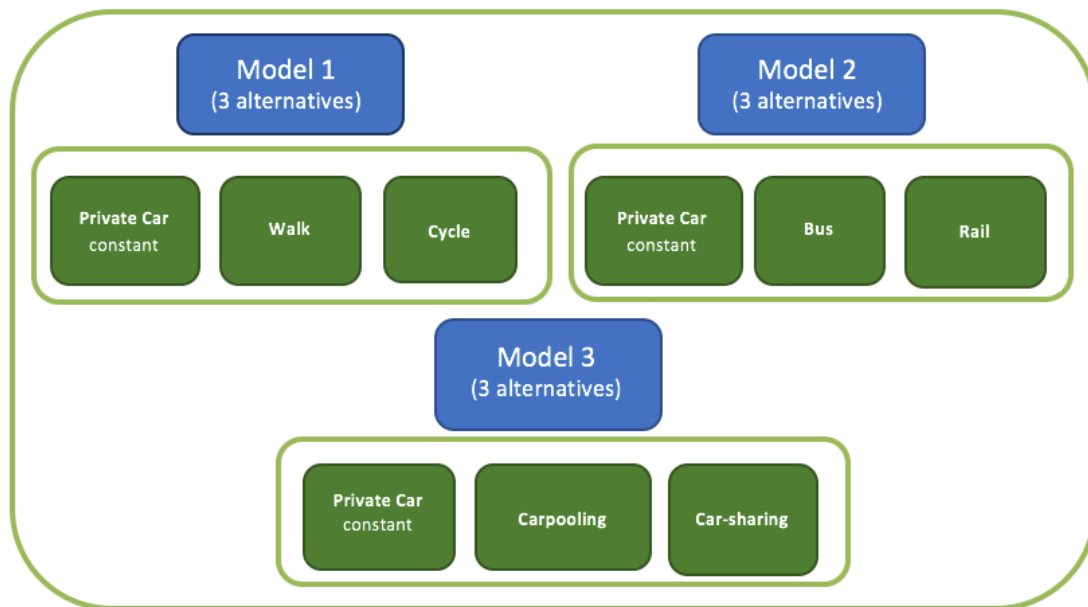 Model 1
(3 alternatives)
Model 2
(3 alternatives)
Private Car
constant
Walk
Cycle
Private Car
constant
Bus
Rail
Model 3
(3 alternatives)
Private Car
constant
Carpooling
Car-sharing